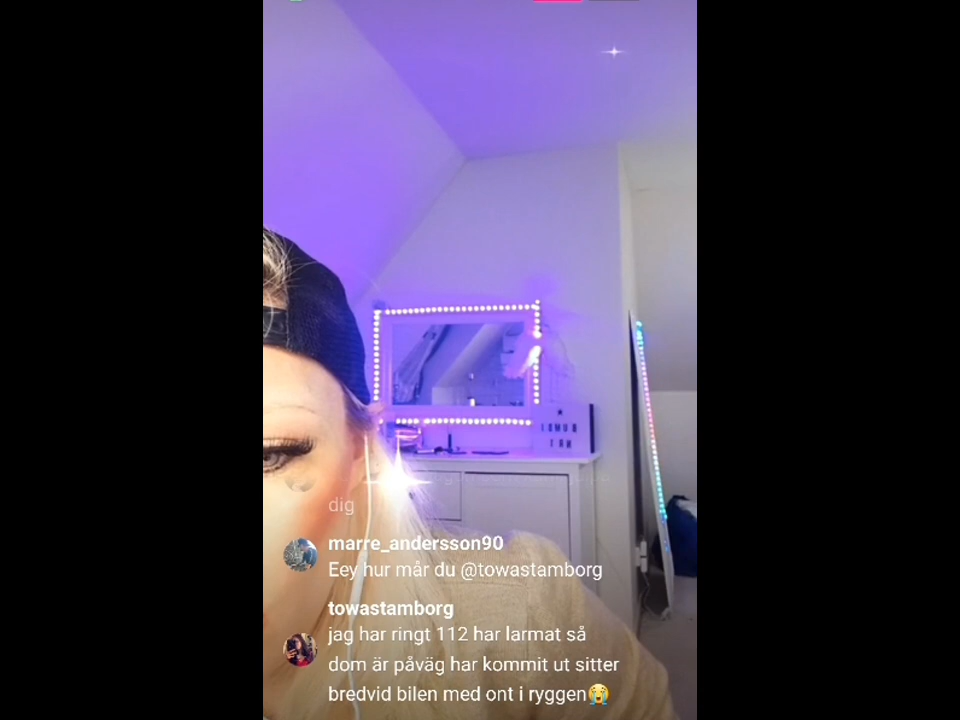 dig
marre_andersson90
Eey hur mår du @towastamborg
towastamborg
jag har ringt 112 har larmat så
dom är påväg har kommit ut sitter
bredvid bilen med ont i ryggen😭